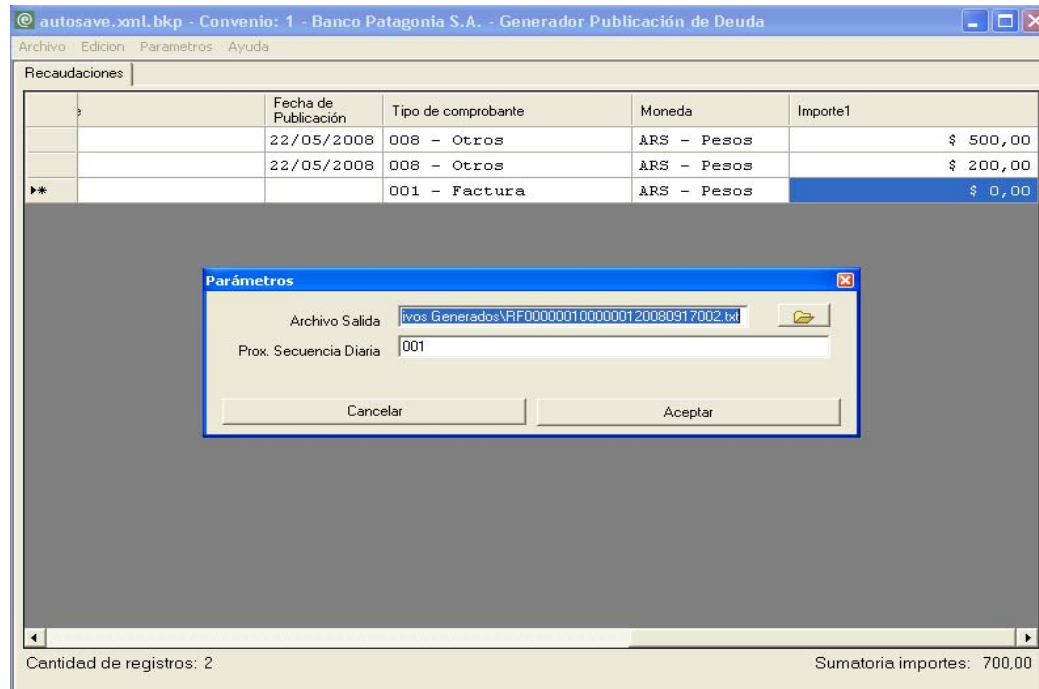 autosave.xml.bkp - Convenio: 1 - Banco Patagonia S.A. - Generador Publicación de Deuda
Archivo Edicion Parametros Ayuda
Recaudaciones
Fecha de Publicación Tipo de comprobante Moneda Importe1
22/05/2008 008 - Otros ARS - Pesos $ 500,00
22/05/2008 008 - Otros ARS - Pesos $ 200,00
001 - Factura ARS - Pesos $ 0,00
Parámetros
Archivo Salida ivos Generados\RF0000001000000120080917002.txt
Prox. Secuencia Diaria 001
Cancelar Aceptar
Cantidad de registros: 2 Sumatoria importes: 700,00